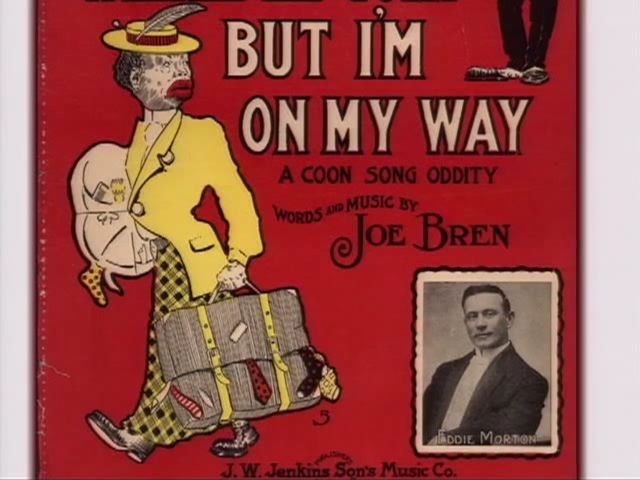 BUT I'M
ON MY WAY
A COON SONG ODDITY
WORDS AND MUSIC BY
JOE BREN
EDDIE MORTON
5
PUBLISHERS
J. W. Jenkins Son's Music Co.